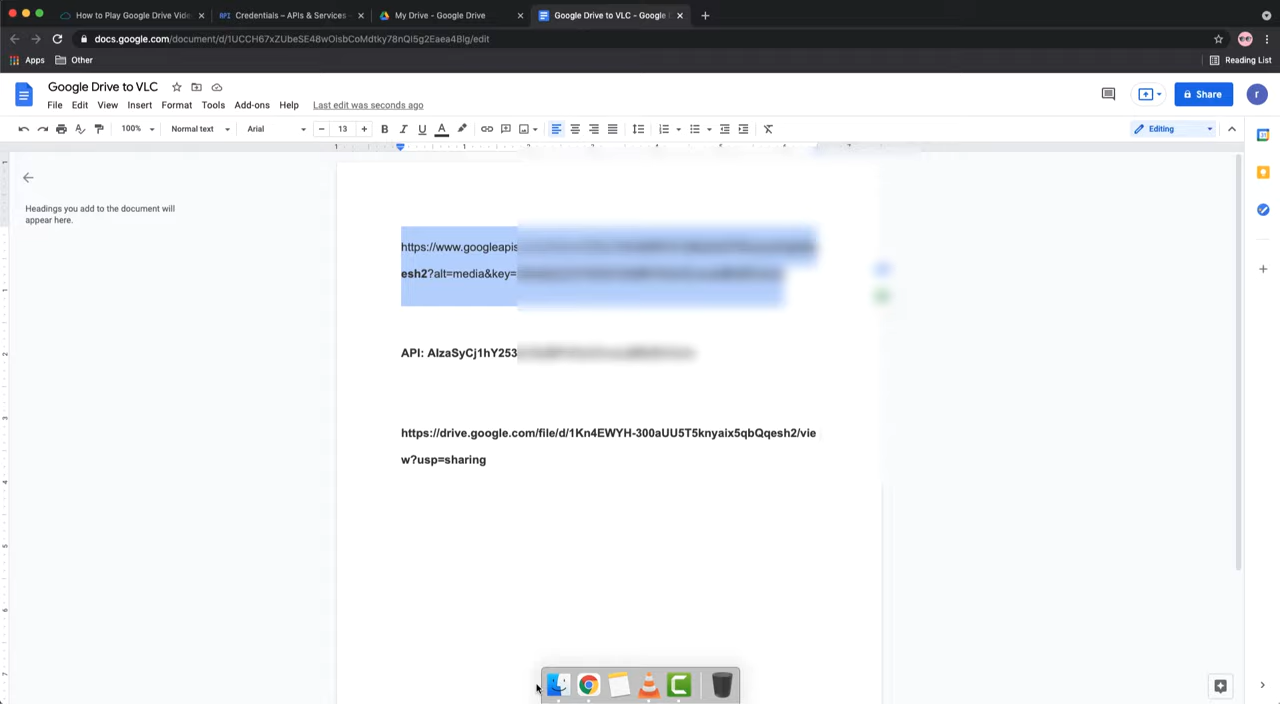 How to Play Google Drive Vide
API Credentials – APIs & Services –
My Drive - Google Drive
Google Drive to VLC - Google
docs.google.com/document/d/1UCCH67xZUbeSE48wOisbCoMdtky78nQi5g2Eaea4Blg/edit
Apps Other Reading List
Google Drive to VLC
File Edit View Insert Format Tools Add-ons Help Last edit was seconds ago
Share r
100% Normal text Arial 13 B I U A Editing
Headings you add to the document will
appear here.
https://www.googleapis
esh2?alt=media&key=
API: AIzaSyCj1hY253
https://drive.google.com/file/d/1Kn4EWYH-300aUU5T5knyaix5qbQqesh2/vie
w?usp=sharing